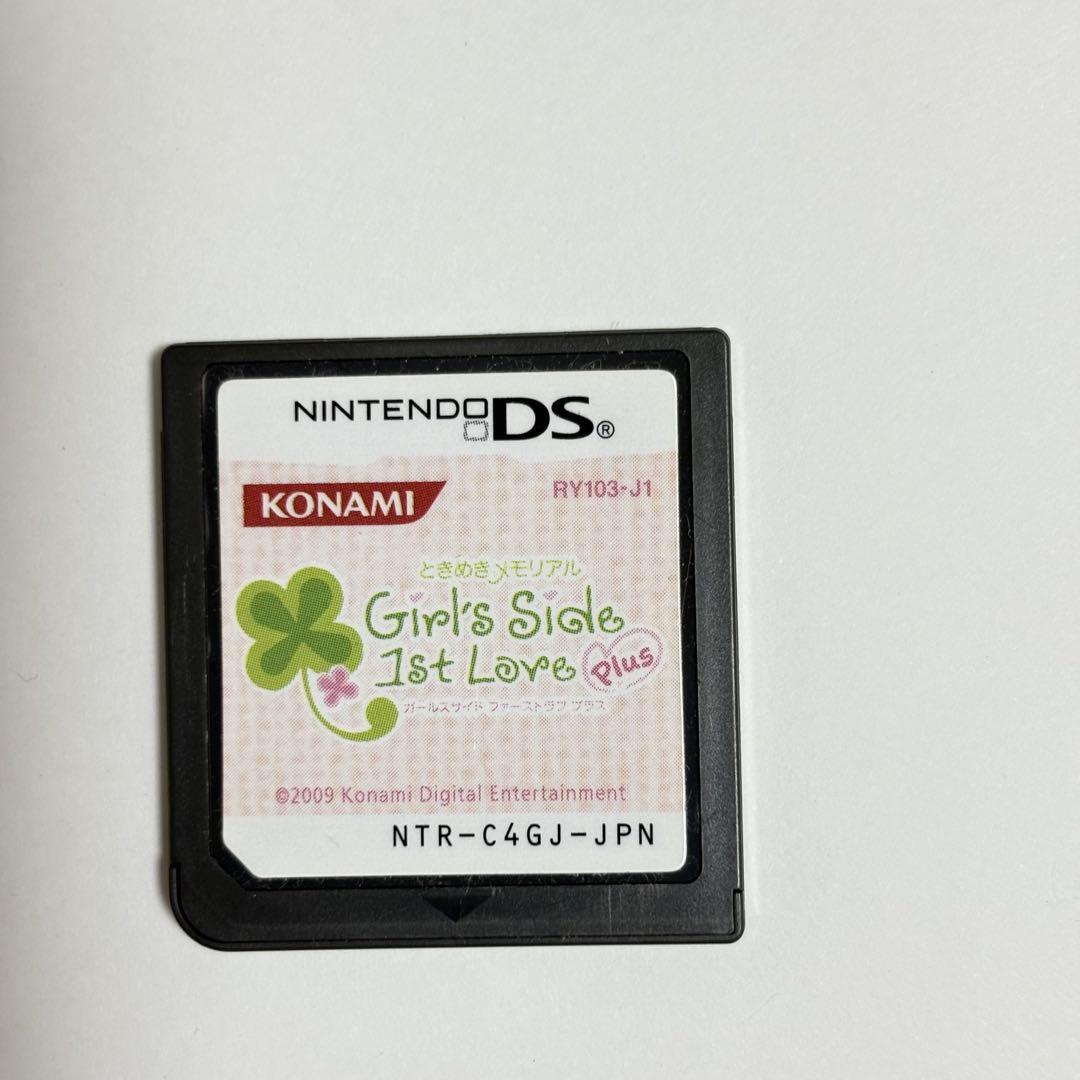 NINTENDO DS®
KONAMI
RY103-J1
ときめきメモリアル
Girl's Side
1st Love Plus
ガールズサイド ファーストラブ プラス
©2009 Konami Digital Entertainment
NTR-C4GJ-JPN